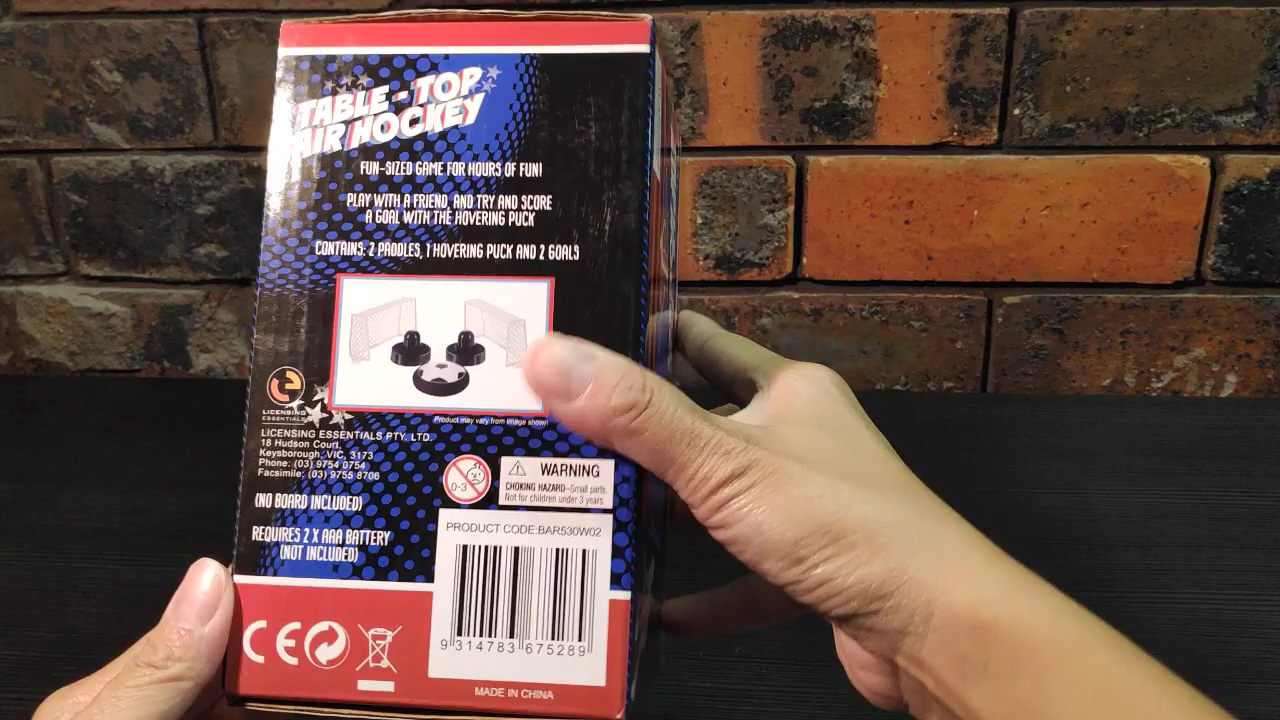 TABLE-TOP
AIR HOCKEY
FUN-SIZED GAME FOR HOURS OF FUN!
PLAY WITH A FRIEND, AND TRY AND SCORE
A GOAL WITH THE HOVERING PUCK
CONTAINS: 2 PADDLES, 1 HOVERING PUCK AND 2 GOALS
Product may vary from image shown
LICENSING
ESSENTIALS
LICENSING ESSENTIALS PTY. LTD.
18 Hudson Court,
Keysborough, VIC, 3173
Phone: (03) 9754 0754
Facsimile: (03) 9755 8706
0-3
WARNING
CHOKING HAZARD–Small parts.
Not for children under 3 years.
(NO BOARD INCLUDED)
REQUIRES 2 X AAA BATTERY
(NOT INCLUDED)
PRODUCT CODE:BAR530W02
9 314783 675289
CE
MADE IN CHINA